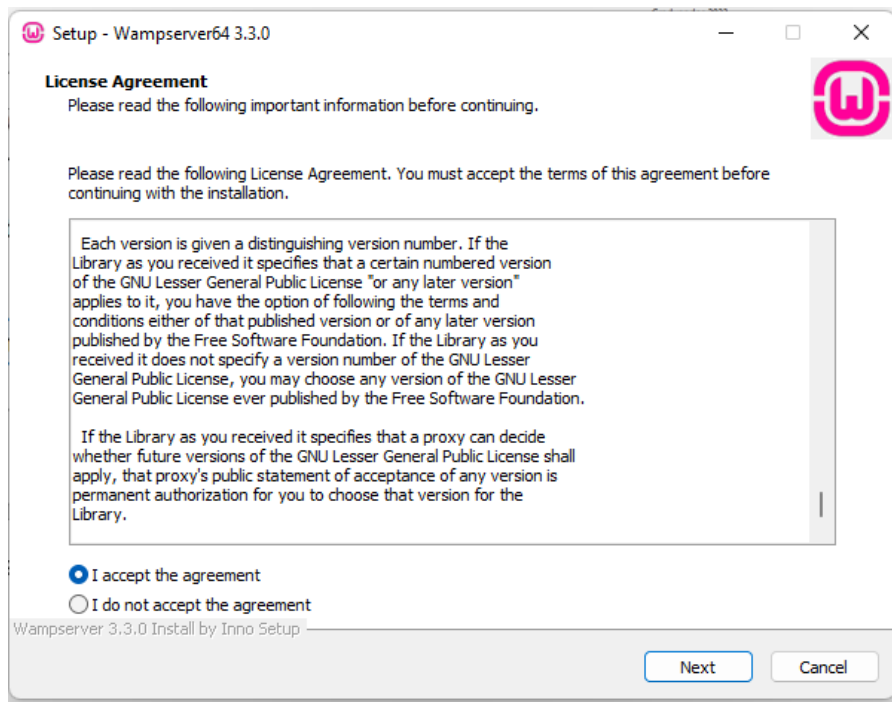 Setup - Wampserver64 3.3.0
License Agreement
Please read the following important information before continuing.
Please read the following License Agreement. You must accept the terms of this agreement before
continuing with the installation.
Each version is given a distinguishing version number. If the
Library as you received it specifies that a certain numbered version
of the GNU Lesser General Public License "or any later version"
applies to it, you have the option of following the terms and
conditions either of that published version or of any later version
published by the Free Software Foundation. If the Library as you
received it does not specify a version number of the GNU Lesser
General Public License, you may choose any version of the GNU Lesser
General Public License ever published by the Free Software Foundation.
If the Library as you received it specifies that a proxy can decide
whether future versions of the GNU Lesser General Public License shall
apply, that proxy's public statement of acceptance of any version is
permanent authorization for you to choose that version for the
Library.
I accept the agreement
I do not accept the agreement
Wampserver 3.3.0 Install by Inno Setup
Next
Cancel